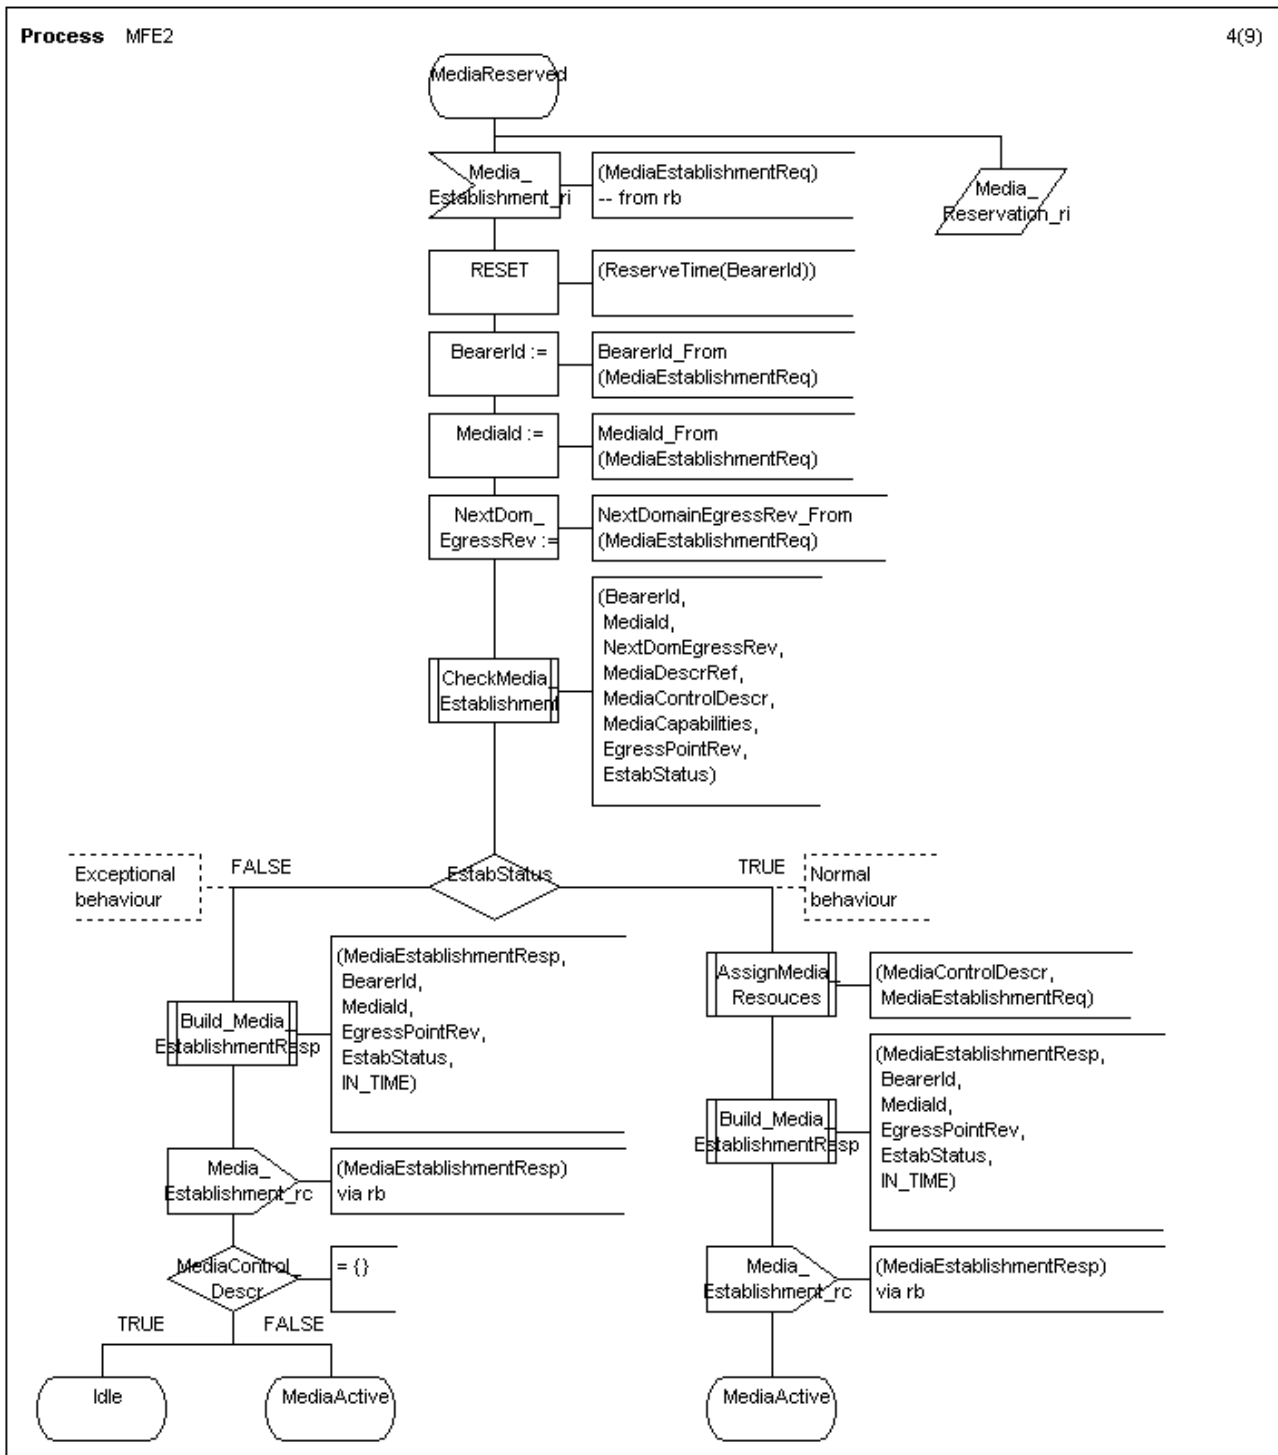 Process MFE2
4(9)
MediaReserved
Media_
Establishment_ri
(MediaEstablishmentReq)
-- from rb
Media_
Reservation_ri
RESET
(ReserveTime(BearerId))
BearerId :=
BearerId_From
(MediaEstablishmentReq)
MediaId :=
MediaId_From
(MediaEstablishmentReq)
NextDom_
EgressRev :=
NextDomainEgressRev_From
(MediaEstablishmentReq)
CheckMedia_
Establishment
(BearerId,
MediaId,
NextDomEgressRev,
MediaDescrRef,
MediaControlDescr,
MediaCapabilities,
EgressPointRev,
EstabStatus)
EstabStatus
FALSE
TRUE
Exceptional
behaviour
Normal
behaviour
Build_Media_
EstablishmentResp
(MediaEstablishmentResp,
BearerId,
MediaId,
EgressPointRev,
EstabStatus,
IN_TIME)
Media_
Establishment_rc
(MediaEstablishmentResp)
via rb
MediaControl_
Descr
= {}
TRUE
FALSE
Idle
MediaActive
AssignMedia_
Resouces
(MediaControlDescr,
MediaEstablishmentReq)
Build_Media_
EstablishmentResp
(MediaEstablishmentResp,
BearerId,
MediaId,
EgressPointRev,
EstabStatus,
IN_TIME)
Media_
Establishment_rc
(MediaEstablishmentResp)
via rb
MediaActive